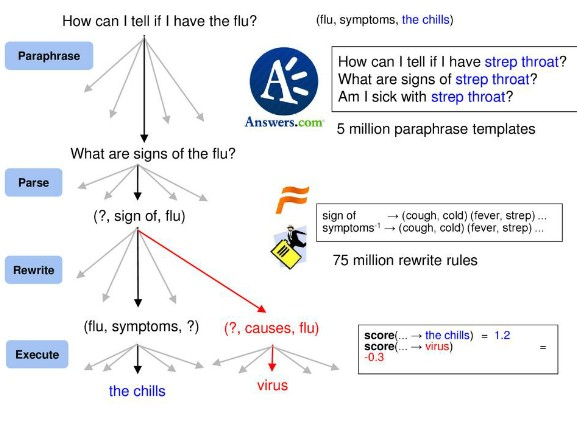 How can I tell if I have the flu?
(flu, symptoms, the chills)
Paraphrase
How can I tell if I have strep throat?
What are signs of strep throat?
Am I sick with strep throat?
Answers.com
5 million paraphrase templates
What are signs of the flu?
Parse
(?, sign of, flu)
sign of → (cough, cold) (fever, strep) ...
symptoms⁻¹ → (cough, cold) (fever, strep) ...
75 million rewrite rules
Rewrite
(flu, symptoms, ?)
(?, causes, flu)
Execute
score(... → the chills) = 1.2
score(... → virus) =
-0.3
the chills
virus